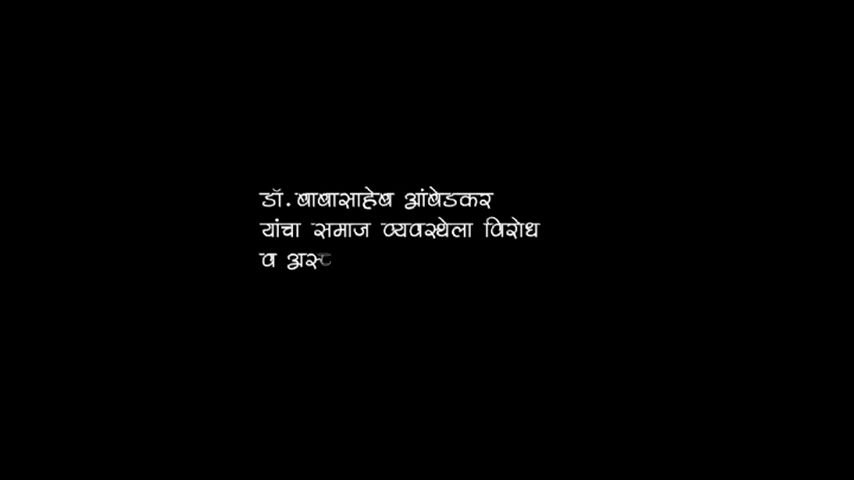 डॉ. बाबासाहेब आंबेडकर
यांचा समाज व्यवस्थेला विरोध
व